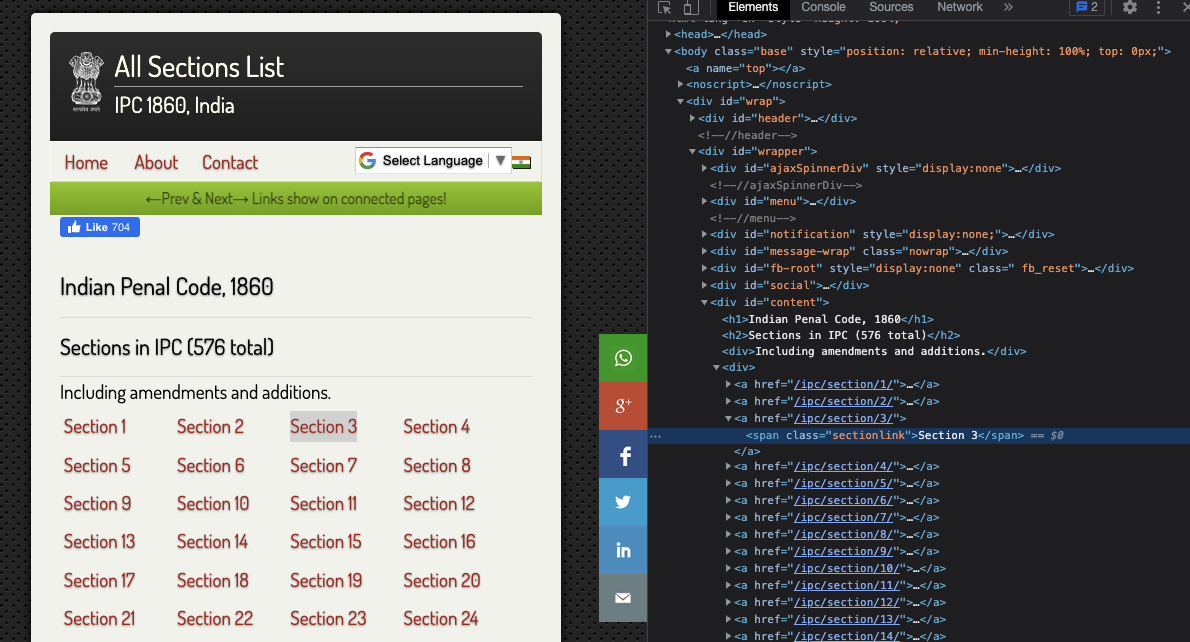 All Sections List
IPC 1860, India
Home About Contact
Select Language ▼
←Prev & Next→ Links show on connected pages!
Like 704
Indian Penal Code, 1860
Sections in IPC (576 total)
Including amendments and additions.
Section 1 Section 2 Section 3 Section 4
Section 5 Section 6 Section 7 Section 8
Section 9 Section 10 Section 11 Section 12
Section 13 Section 14 Section 15 Section 16
Section 17 Section 18 Section 19 Section 20
Section 21 Section 22 Section 23 Section 24
g+
f
in
Elements Console Sources Network » 2
<head>…</head>
<body class="base" style="position: relative; min-height: 100%; top: 0px;">
<a name="top"></a>
<noscript>…</noscript>
<div id="wrap">
<div id="header">…</div>
<!--//header-->
<div id="wrapper">
<div id="ajaxSpinnerDiv" style="display:none">…</div>
<!--//ajaxSpinnerDiv-->
<div id="menu">…</div>
<!--//menu-->
<div id="notification" style="display:none;">…</div>
<div id="message-wrap" class="nowrap">…</div>
<div id="fb-root" style="display:none" class=" fb_reset">…</div>
<div id="social">…</div>
<div id="content">
<h1>Indian Penal Code, 1860</h1>
<h2>Sections in IPC (576 total)</h2>
<div>Including amendments and additions.</div>
<div>
<a href="/ipc/section/1/">…</a>
<a href="/ipc/section/2/">…</a>
<a href="/ipc/section/3/">
<span class="sectionlink">Section 3</span> == $0
</a>
<a href="/ipc/section/4/">…</a>
<a href="/ipc/section/5/">…</a>
<a href="/ipc/section/6/">…</a>
<a href="/ipc/section/7/">…</a>
<a href="/ipc/section/8/">…</a>
<a href="/ipc/section/9/">…</a>
<a href="/ipc/section/10/">…</a>
<a href="/ipc/section/11/">…</a>
<a href="/ipc/section/12/">…</a>
<a href="/ipc/section/13/">…</a>
<a href="/ipc/section/14/">…</a>